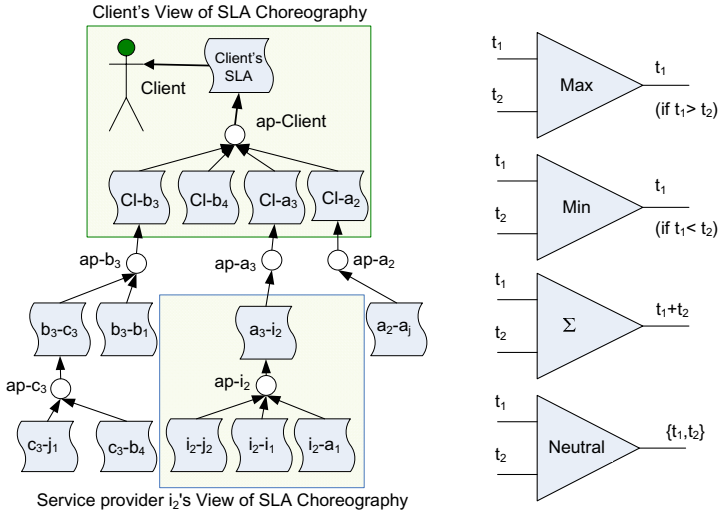 Client's View of SLA Choreography
Client's
SLA
Client
ap-Client
Cl-b₃
Cl-b₄
Cl-a₃
Cl-a₂
ap-b₃
ap-a₃
ap-a₂
b₃-c₃
b₃-b₁
a₃-i₂
a₂-aⱼ
ap-c₃
ap-i₂
c₃-j₁
c₃-b₄
i₂-j₂
i₂-i₁
i₂-a₁
Service provider i₂'s View of SLA Choreography
t₁
t₂
Max
t₁
(if t₁> t₂)
t₁
t₂
Min
t₁
(if t₁< t₂)
t₁
t₂
Σ
t₁+t₂
t₁
t₂
Neutral
{t₁,t₂}